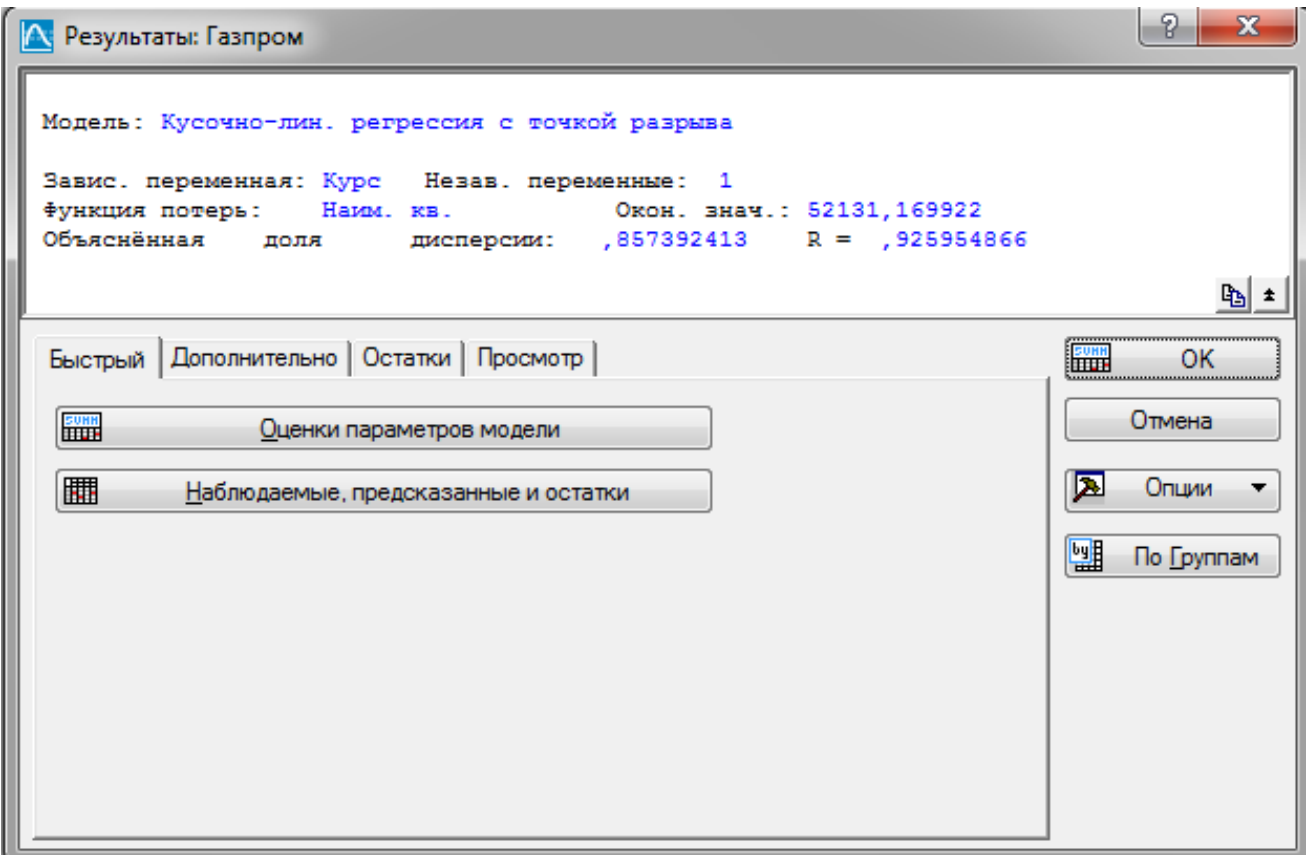 Результаты: Газпром
Модель: Кусочно-лин. регрессия с точкой разрыва
Завис. переменная: Курс Незав. переменные: 1
Функция потерь: Наим. кв. Окон. знач.: 52131,169922
Объяснённая доля дисперсии: ,857392413 R = ,925954866
Быстрый Дополнительно Остатки Просмотр
OK
Оценки параметров модели
Отмена
Наблюдаемые, предсказанные и остатки
Опции
По Группам